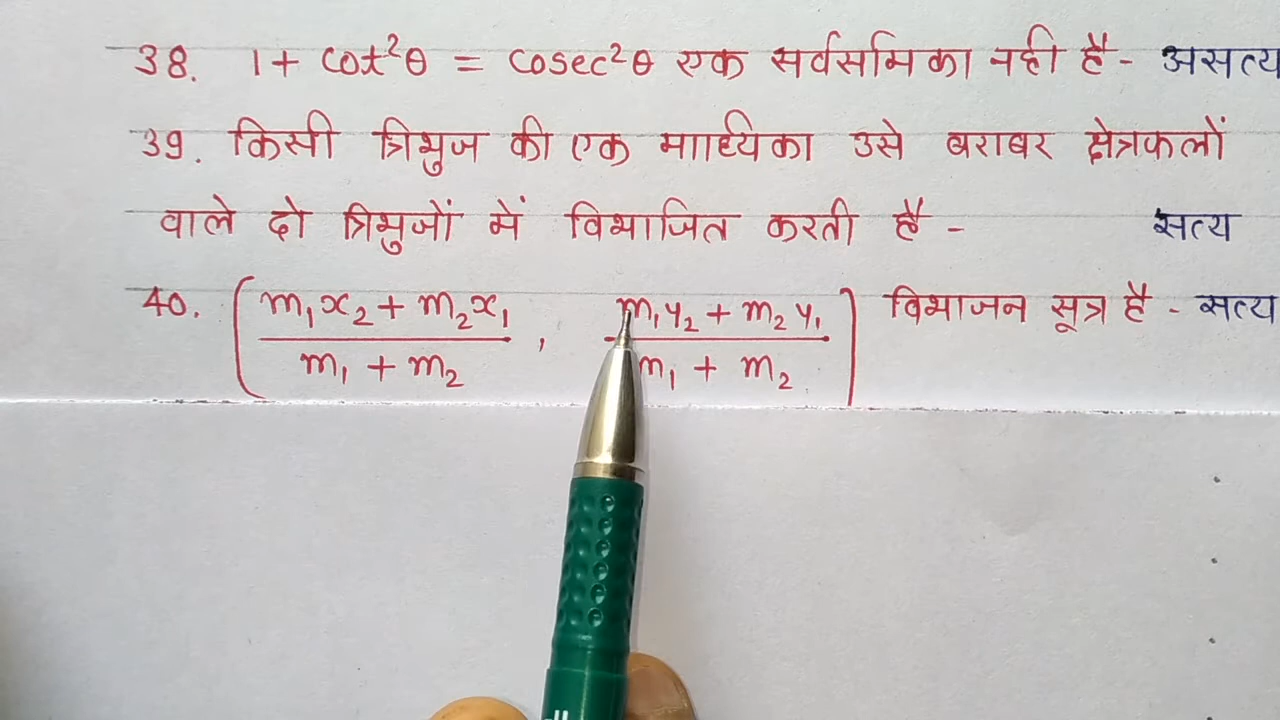 38. 1 + cot²θ = cosec²θ एक सर्वसमिका नही है - असत्य
39. किसी त्रिभुज की एक माध्यिका उसे बराबर क्षेत्रफलों
वाले दो त्रिभुजों में विभाजित करती है - सत्य
40. ( (m₁x₂ + m₂x₁)/(m₁ + m₂) , (m₁y₂ + m₂y₁)/(m₁ + m₂) ) विभाजन सूत्र है - सत्य